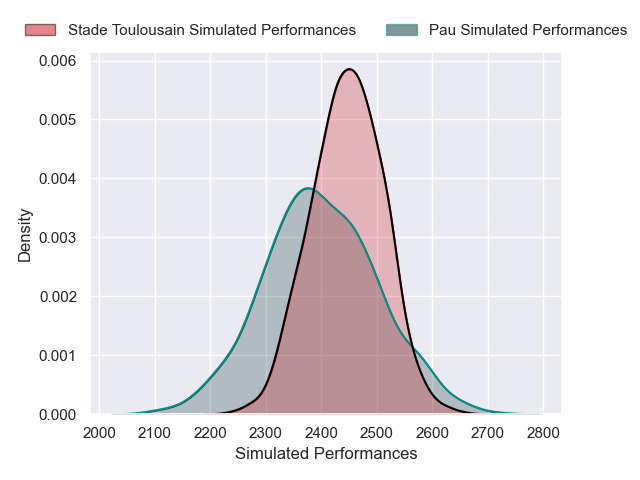 Stade Toulousain Simulated Performances
Pau Simulated Performances
0.006
0.005
0.004
0.003
0.002
0.001
0.000
Density
2000 2100 2200 2300 2400 2500 2600 2700 2800
Simulated Performances